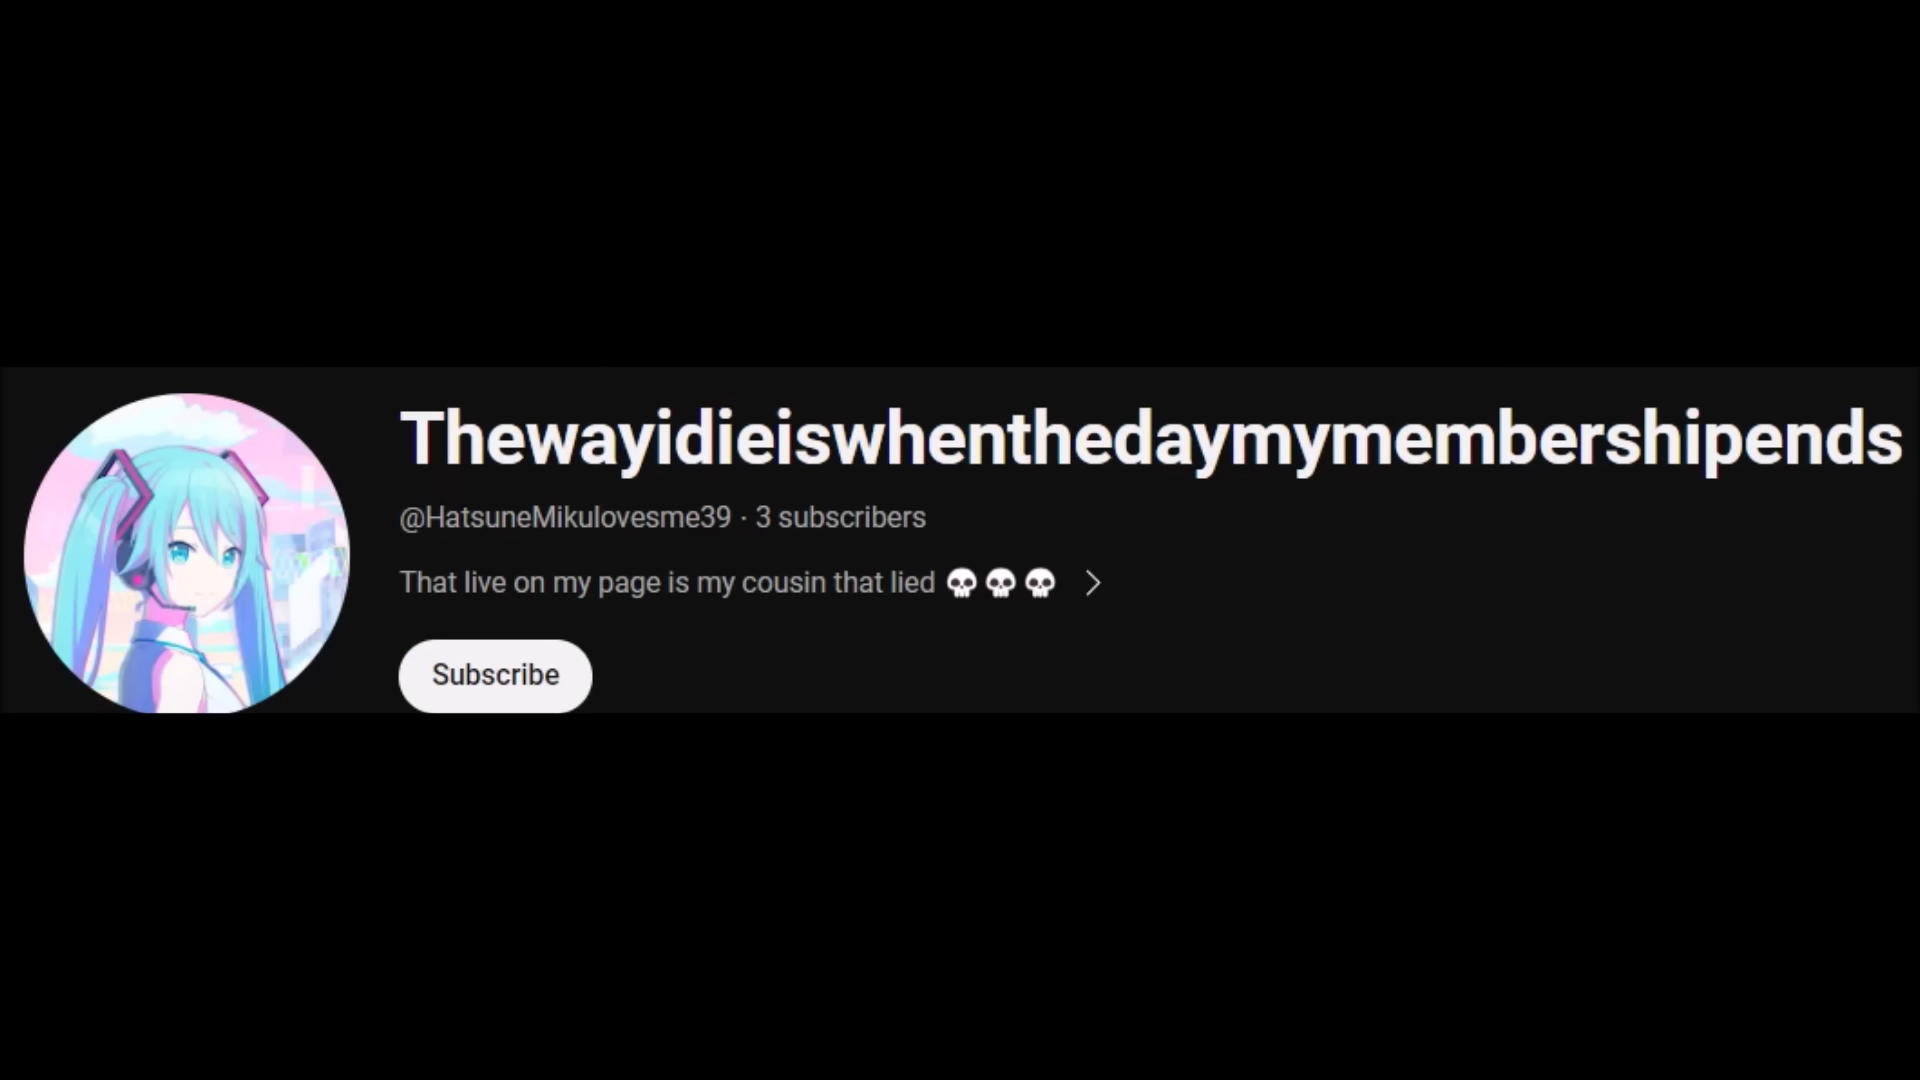 Thewayidieiswhenthedaymymembershipends
@HatsuneMikulovesme39 · 3 subscribers
That live on my page is my cousin that lied 💀💀💀
Subscribe